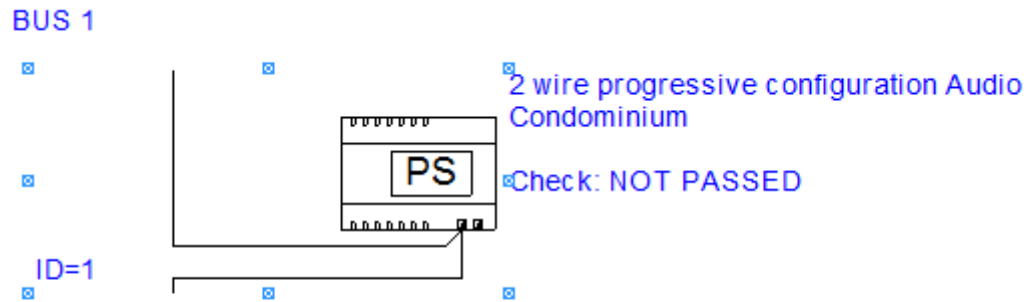 BUS 1
2 wire progressive configuration Audio
Condominium
PS
Check: NOT PASSED
ID=1